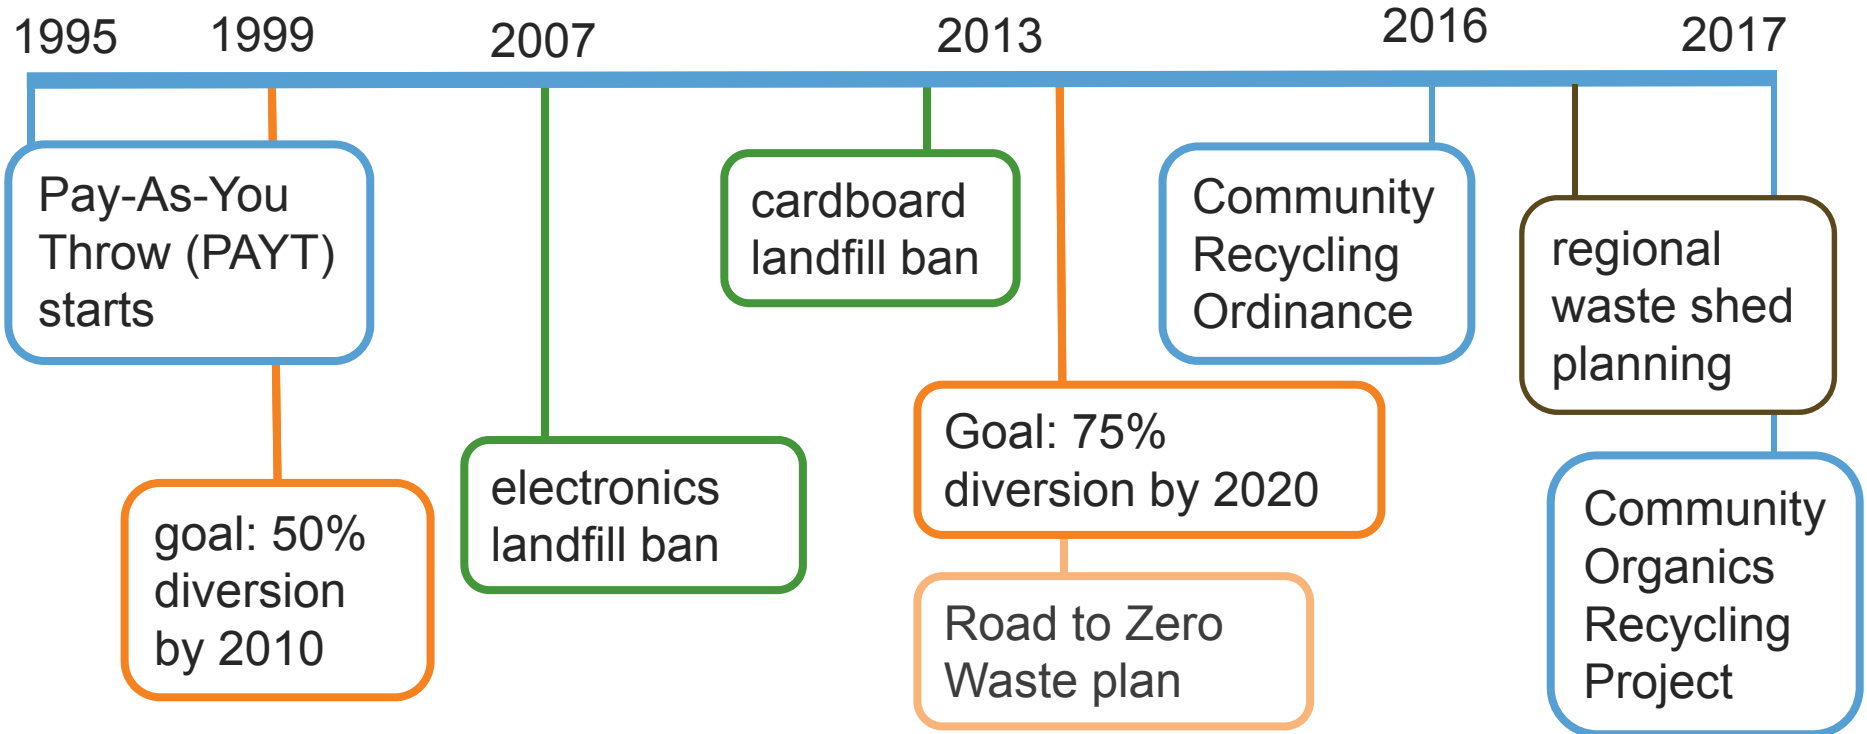 1995
1999
2007
2013
2016
2017
Pay-As-You
Throw (PAYT)
starts
goal: 50%
diversion
by 2010
electronics
landfill ban
cardboard
landfill ban
Goal: 75%
diversion by 2020
Road to Zero
Waste plan
Community
Recycling
Ordinance
regional
waste shed
planning
Community
Organics
Recycling
Project